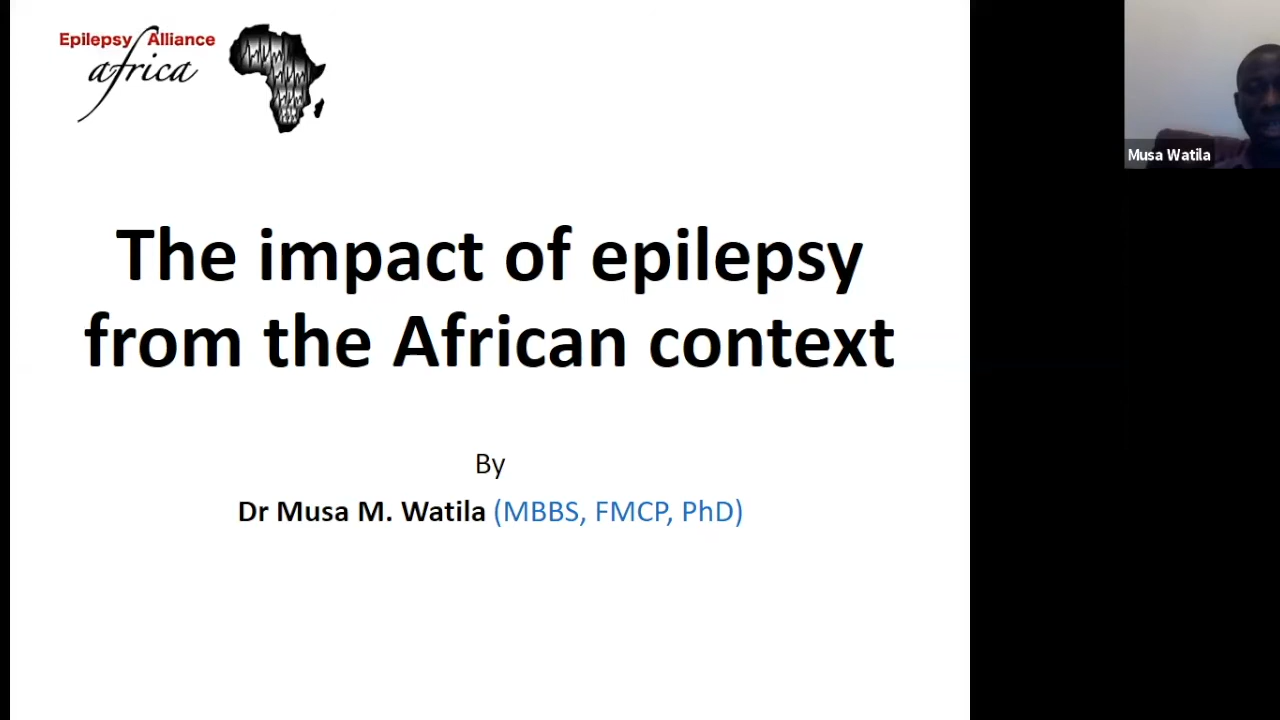 Epilepsy Alliance
africa
Musa Watila
The impact of epilepsy
from the African context
By
Dr Musa M. Watila (MBBS, FMCP, PhD)